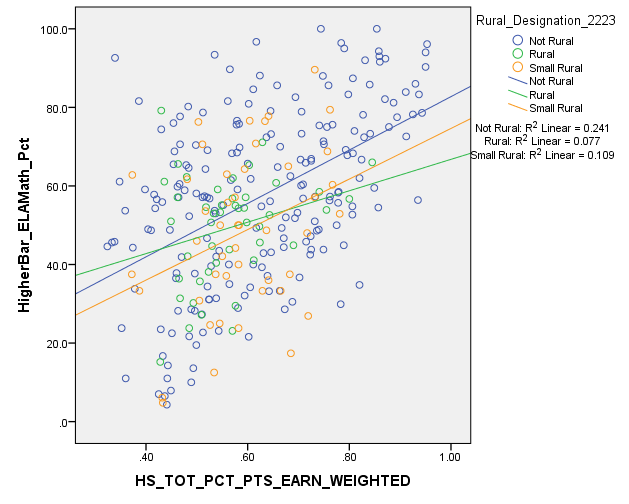 Rural_Designation_2223
Not Rural
Rural
Small Rural
Not Rural
Rural
Small Rural
Not Rural: R2 Linear = 0.241
Rural: R2 Linear = 0.077
Small Rural: R2 Linear = 0.109
HigherBar_ELAMath_Pct
100.0
80.0
60.0
40.0
20.0
.0
.40
.60
.80
1.00
HS_TOT_PCT_PTS_EARN_WEIGHTED